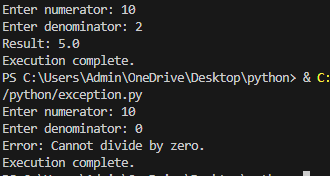 Enter numerator: 10
Enter denominator: 2
Result: 5.0
Execution complete.
PS C:\Users\Admin\OneDrive\Desktop\python> & C:
/python/exception.py
Enter numerator: 10
Enter denominator: 0
Error: Cannot divide by zero.
Execution complete.